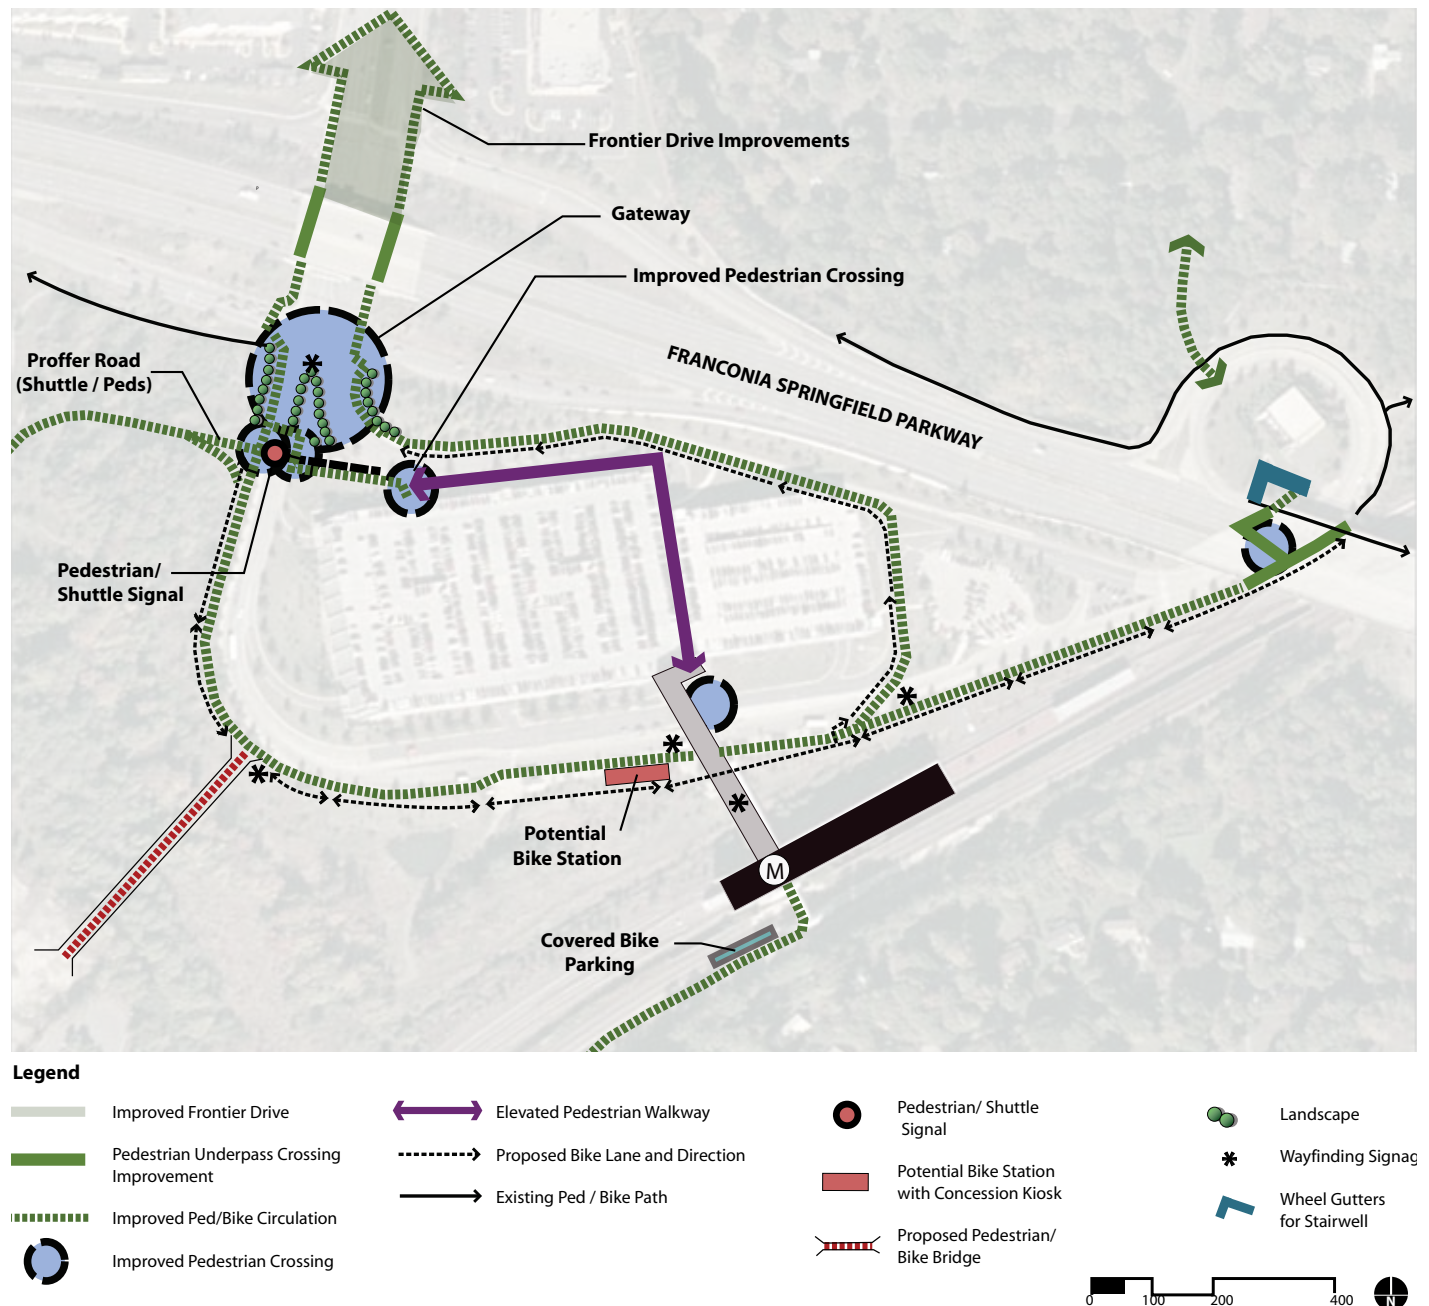 Frontier Drive Improvements
Gateway
Improved Pedestrian Crossing
Proffer Road
(Shuttle / Peds)
FRANCONIA SPRINGFIELD PARKWAY
Pedestrian/
Shuttle Signal
Potential
Bike Station
M
Covered Bike
Parking
Legend
Improved Frontier Drive
Pedestrian Underpass Crossing
Improvement
Improved Ped/Bike Circulation
Improved Pedestrian Crossing
Elevated Pedestrian Walkway
Proposed Bike Lane and Direction
Existing Ped / Bike Path
Pedestrian/ Shuttle
Signal
Potential Bike Station
with Concession Kiosk
Proposed Pedestrian/
Bike Bridge
Landscape
Wayfinding Signag
Wheel Gutters
for Stairwell
0 100 200 400
N